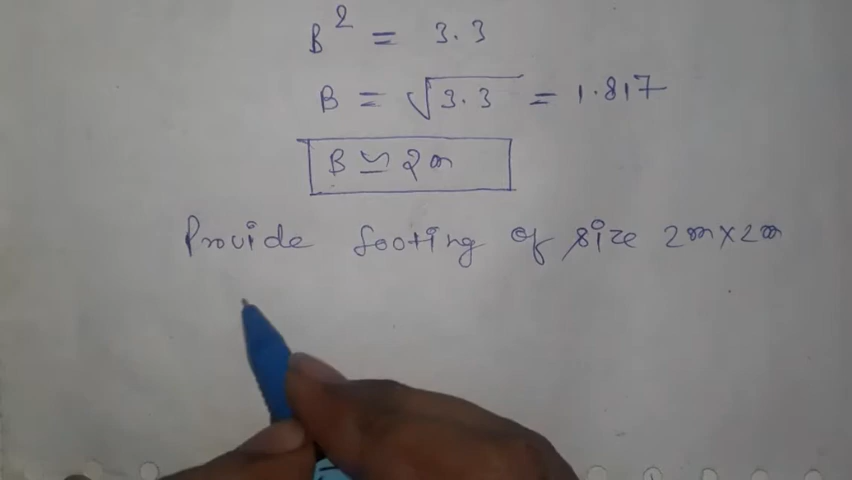 B² = 3.3
B = √3.3 = 1.817
B ≃ 2m
Provide footing of size 2m×2m